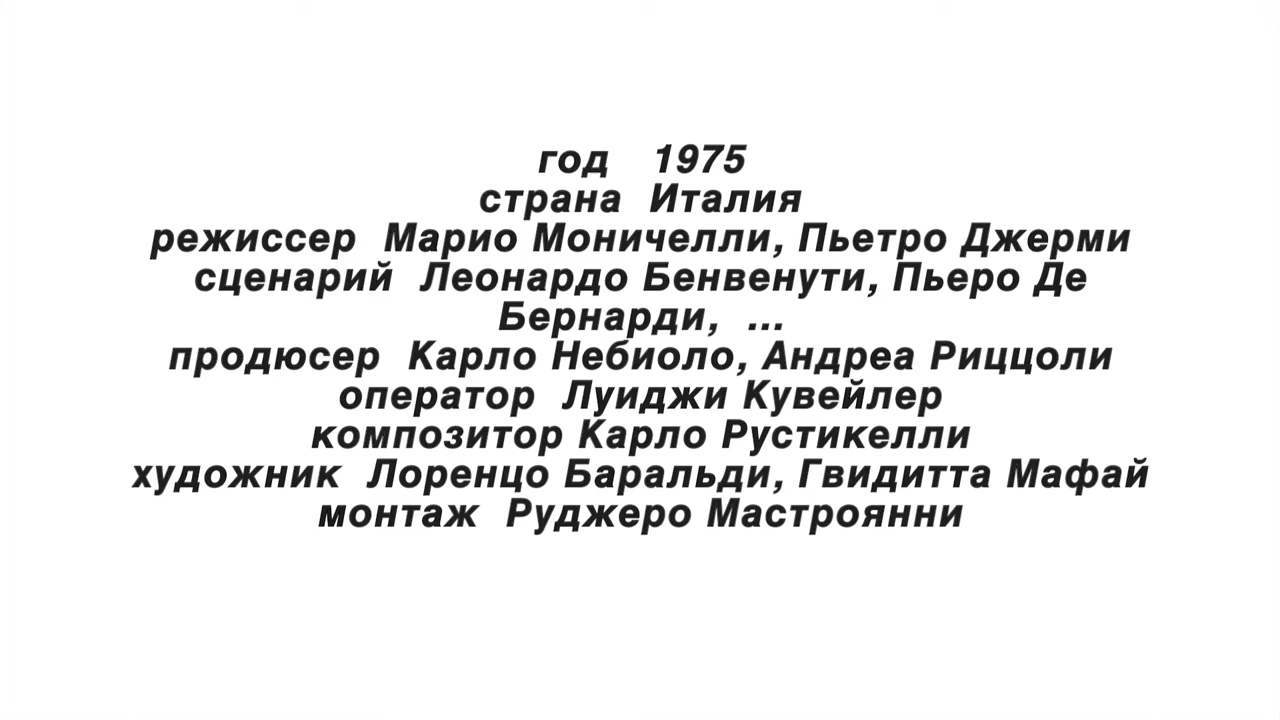 год 1975
страна Италия
режиссер Марио Моничелли, Пьетро Джерми
сценарий Леонардо Бенвенути, Пьеро Де
Бернарди, ...
продюсер Карло Небиоло, Андреа Риццоли
оператор Луиджи Кувейлер
композитор Карло Рустикелли
художник Лоренцо Баральди, Гвидитта Мафай
монтаж Руджеро Мастроянни